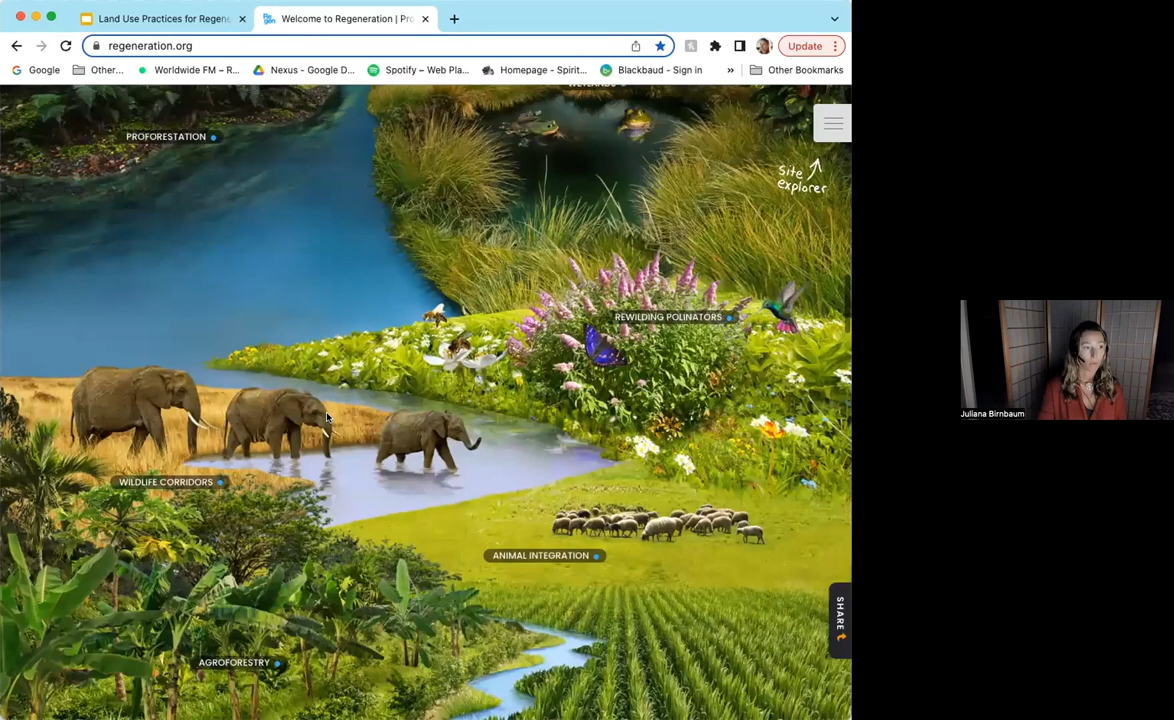 Land Use Practices for Regene
Welcome to Regeneration | Pro
regeneration.org
Update
Google
Other...
Worldwide FM – R...
Nexus - Google D...
Spotify – Web Pla...
Homepage - Spirit...
Blackbaud - Sign in
»
Other Bookmarks
WETLANDS
PROFORESTATION
site
explorer
REWILDING POLINATORS
WILDLIFE CORRIDORS
ANIMAL INTEGRATION
SHARE
AGROFORESTRY
Juliana Birnbaum